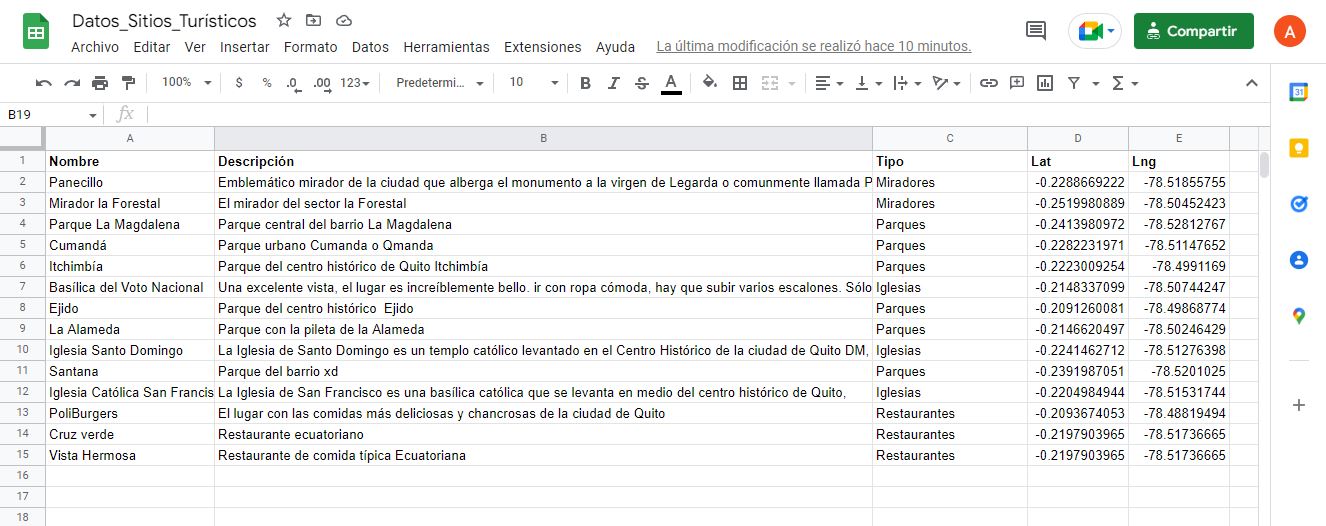 Datos_Sitios_Turísticos
Archivo Editar Ver Insertar Formato Datos Herramientas Extensiones Ayuda La última modificación se realizó hace 10 minutos.
Compartir A
100% $ % .0 .00 123 Predetermi... 10 B I S A
31
B19 fx
A B C D E
1 Nombre Descripción Tipo Lat Lng
2 Panecillo Emblemático mirador de la ciudad que alberga el monumento a la virgen de Legarda o comunmente llamada P Miradores -0.2288669222 -78.51855755
3 Mirador la Forestal El mirador del sector la Forestal Miradores -0.2519980889 -78.50452423
4 Parque La Magdalena Parque central del barrio La Magdalena Parques -0.2413980972 -78.52812767
5 Cumandá Parque urbano Cumanda o Qmanda Parques -0.2282231971 -78.51147652
6 Itchimbía Parque del centro histórico de Quito Itchimbía Parques -0.2223009254 -78.4991169
7 Basílica del Voto Nacional Una excelente vista, el lugar es increíblemente bello. ir con ropa cómoda, hay que subir varios escalones. Sólo Iglesias -0.2148337099 -78.50744247
8 Ejido Parque del centro histórico Ejido Parques -0.2091260081 -78.49868774
9 La Alameda Parque con la pileta de la Alameda Parques -0.2146620497 -78.50246429
10 Iglesia Santo Domingo La Iglesia de Santo Domingo es un templo católico levantado en el Centro Histórico de la ciudad de Quito DM, Iglesias -0.2241462712 -78.51276398
11 Santana Parque del barrio xd Parques -0.2391987051 -78.5201025
12 Iglesia Católica San Francis La Iglesia de San Francisco es una basílica católica que se levanta en medio del centro histórico de Quito, Iglesias -0.2204984944 -78.51531744
13 PoliBurgers El lugar con las comidas más deliciosas y chancrosas de la ciudad de Quito Restaurantes -0.2093674053 -78.48819494
14 Cruz verde Restaurante ecuatoriano Restaurantes -0.2197903965 -78.51736665
15 Vista Hermosa Restaurante de comida típica Ecuatoriana Restaurantes -0.2197903965 -78.51736665
16
17
18